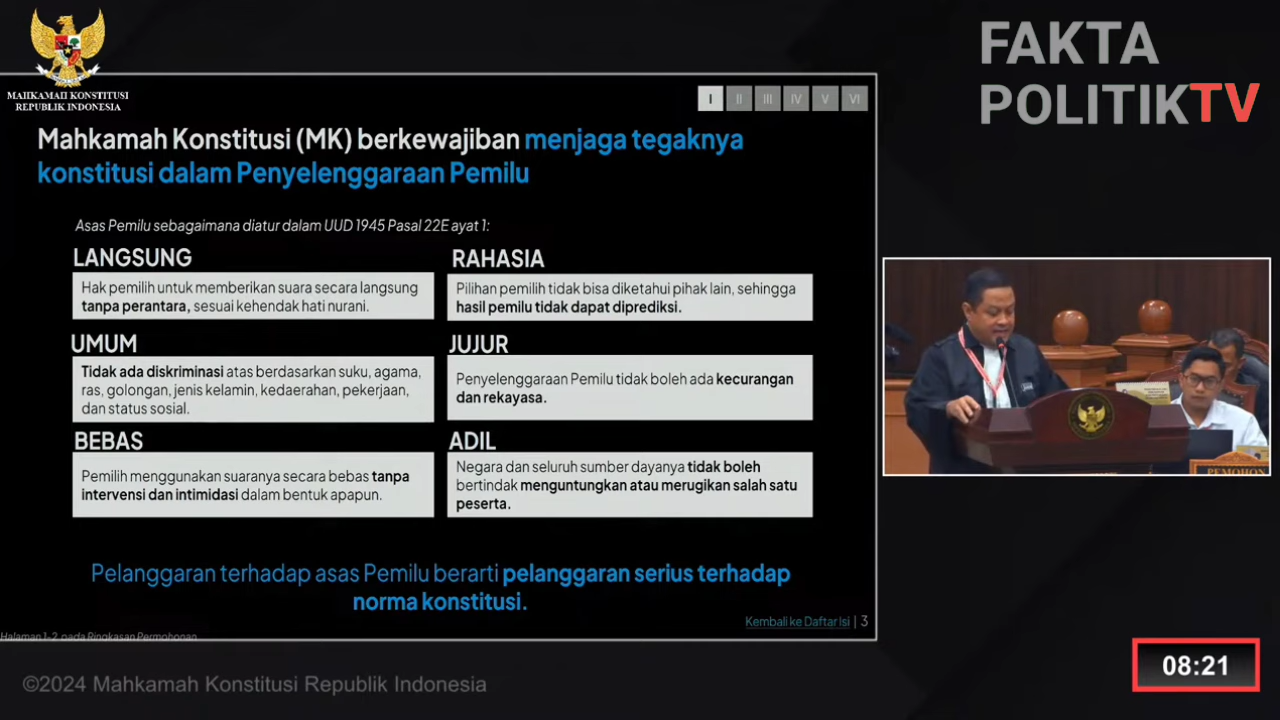 MAHKAMAH KONSTITUSI
REPUBLIK INDONESIA
FAKTA
POLITIKTV
I II III IV V VI
Mahkamah Konstitusi (MK) berkewajiban menjaga tegaknya
konstitusi dalam Penyelenggaraan Pemilu
Asas Pemilu sebagaimana diatur dalam UUD 1945 Pasal 22E ayat 1:
LANGSUNG
Hak pemilih untuk memberikan suara secara langsung
tanpa perantara, sesuai kehendak hati nurani.
RAHASIA
Pilihan pemilih tidak bisa diketahui pihak lain, sehingga
hasil pemilu tidak dapat diprediksi.
UMUM
Tidak ada diskriminasi atas berdasarkan suku, agama,
ras, golongan, jenis kelamin, kedaerahan, pekerjaan,
dan status sosial.
JUJUR
Penyelenggaraan Pemilu tidak boleh ada kecurangan
dan rekayasa.
BEBAS
Pemilih menggunakan suaranya secara bebas tanpa
intervensi dan intimidasi dalam bentuk apapun.
ADIL
Negara dan seluruh sumber dayanya tidak boleh
bertindak menguntungkan atau merugikan salah satu
peserta.
Pelanggaran terhadap asas Pemilu berarti pelanggaran serius terhadap
norma konstitusi.
Kembali ke Daftar Isi | 3
Halaman 1-2, pada Ringkasan Permohonan
PEMOHON
©2024 Mahkamah Konstitusi Republik Indonesia
08:21